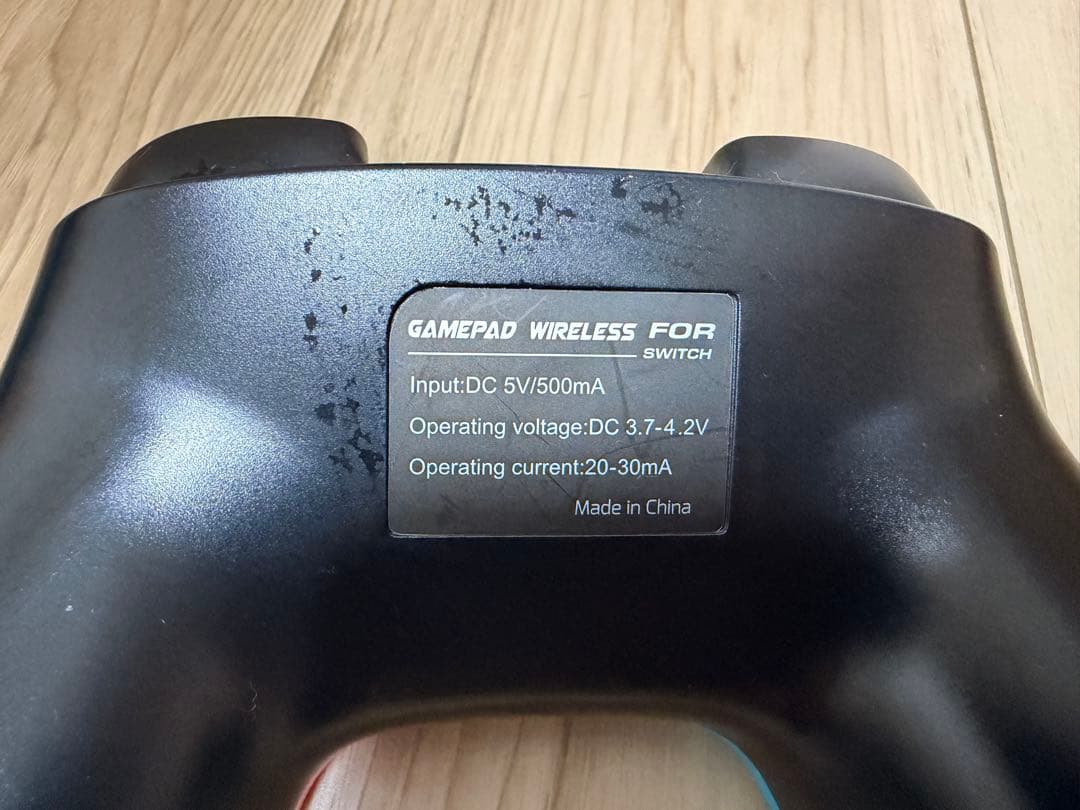 GAMEPAD WIRELESS FOR
SWITCH
Input:DC 5V/500mA
Operating voltage:DC 3.7-4.2V
Operating current:20-30mA
Made in China